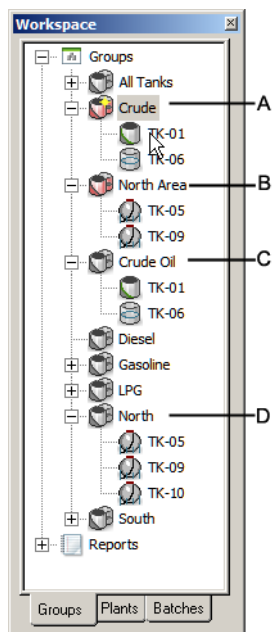 Workspace
Groups
All Tanks
Crude
A
TK-01
TK-06
North Area
B
TK-05
TK-09
Crude Oil
C
TK-01
TK-06
Diesel
Gasoline
LPG
North
D
TK-05
TK-09
TK-10
South
Reports
Groups Plants Batches